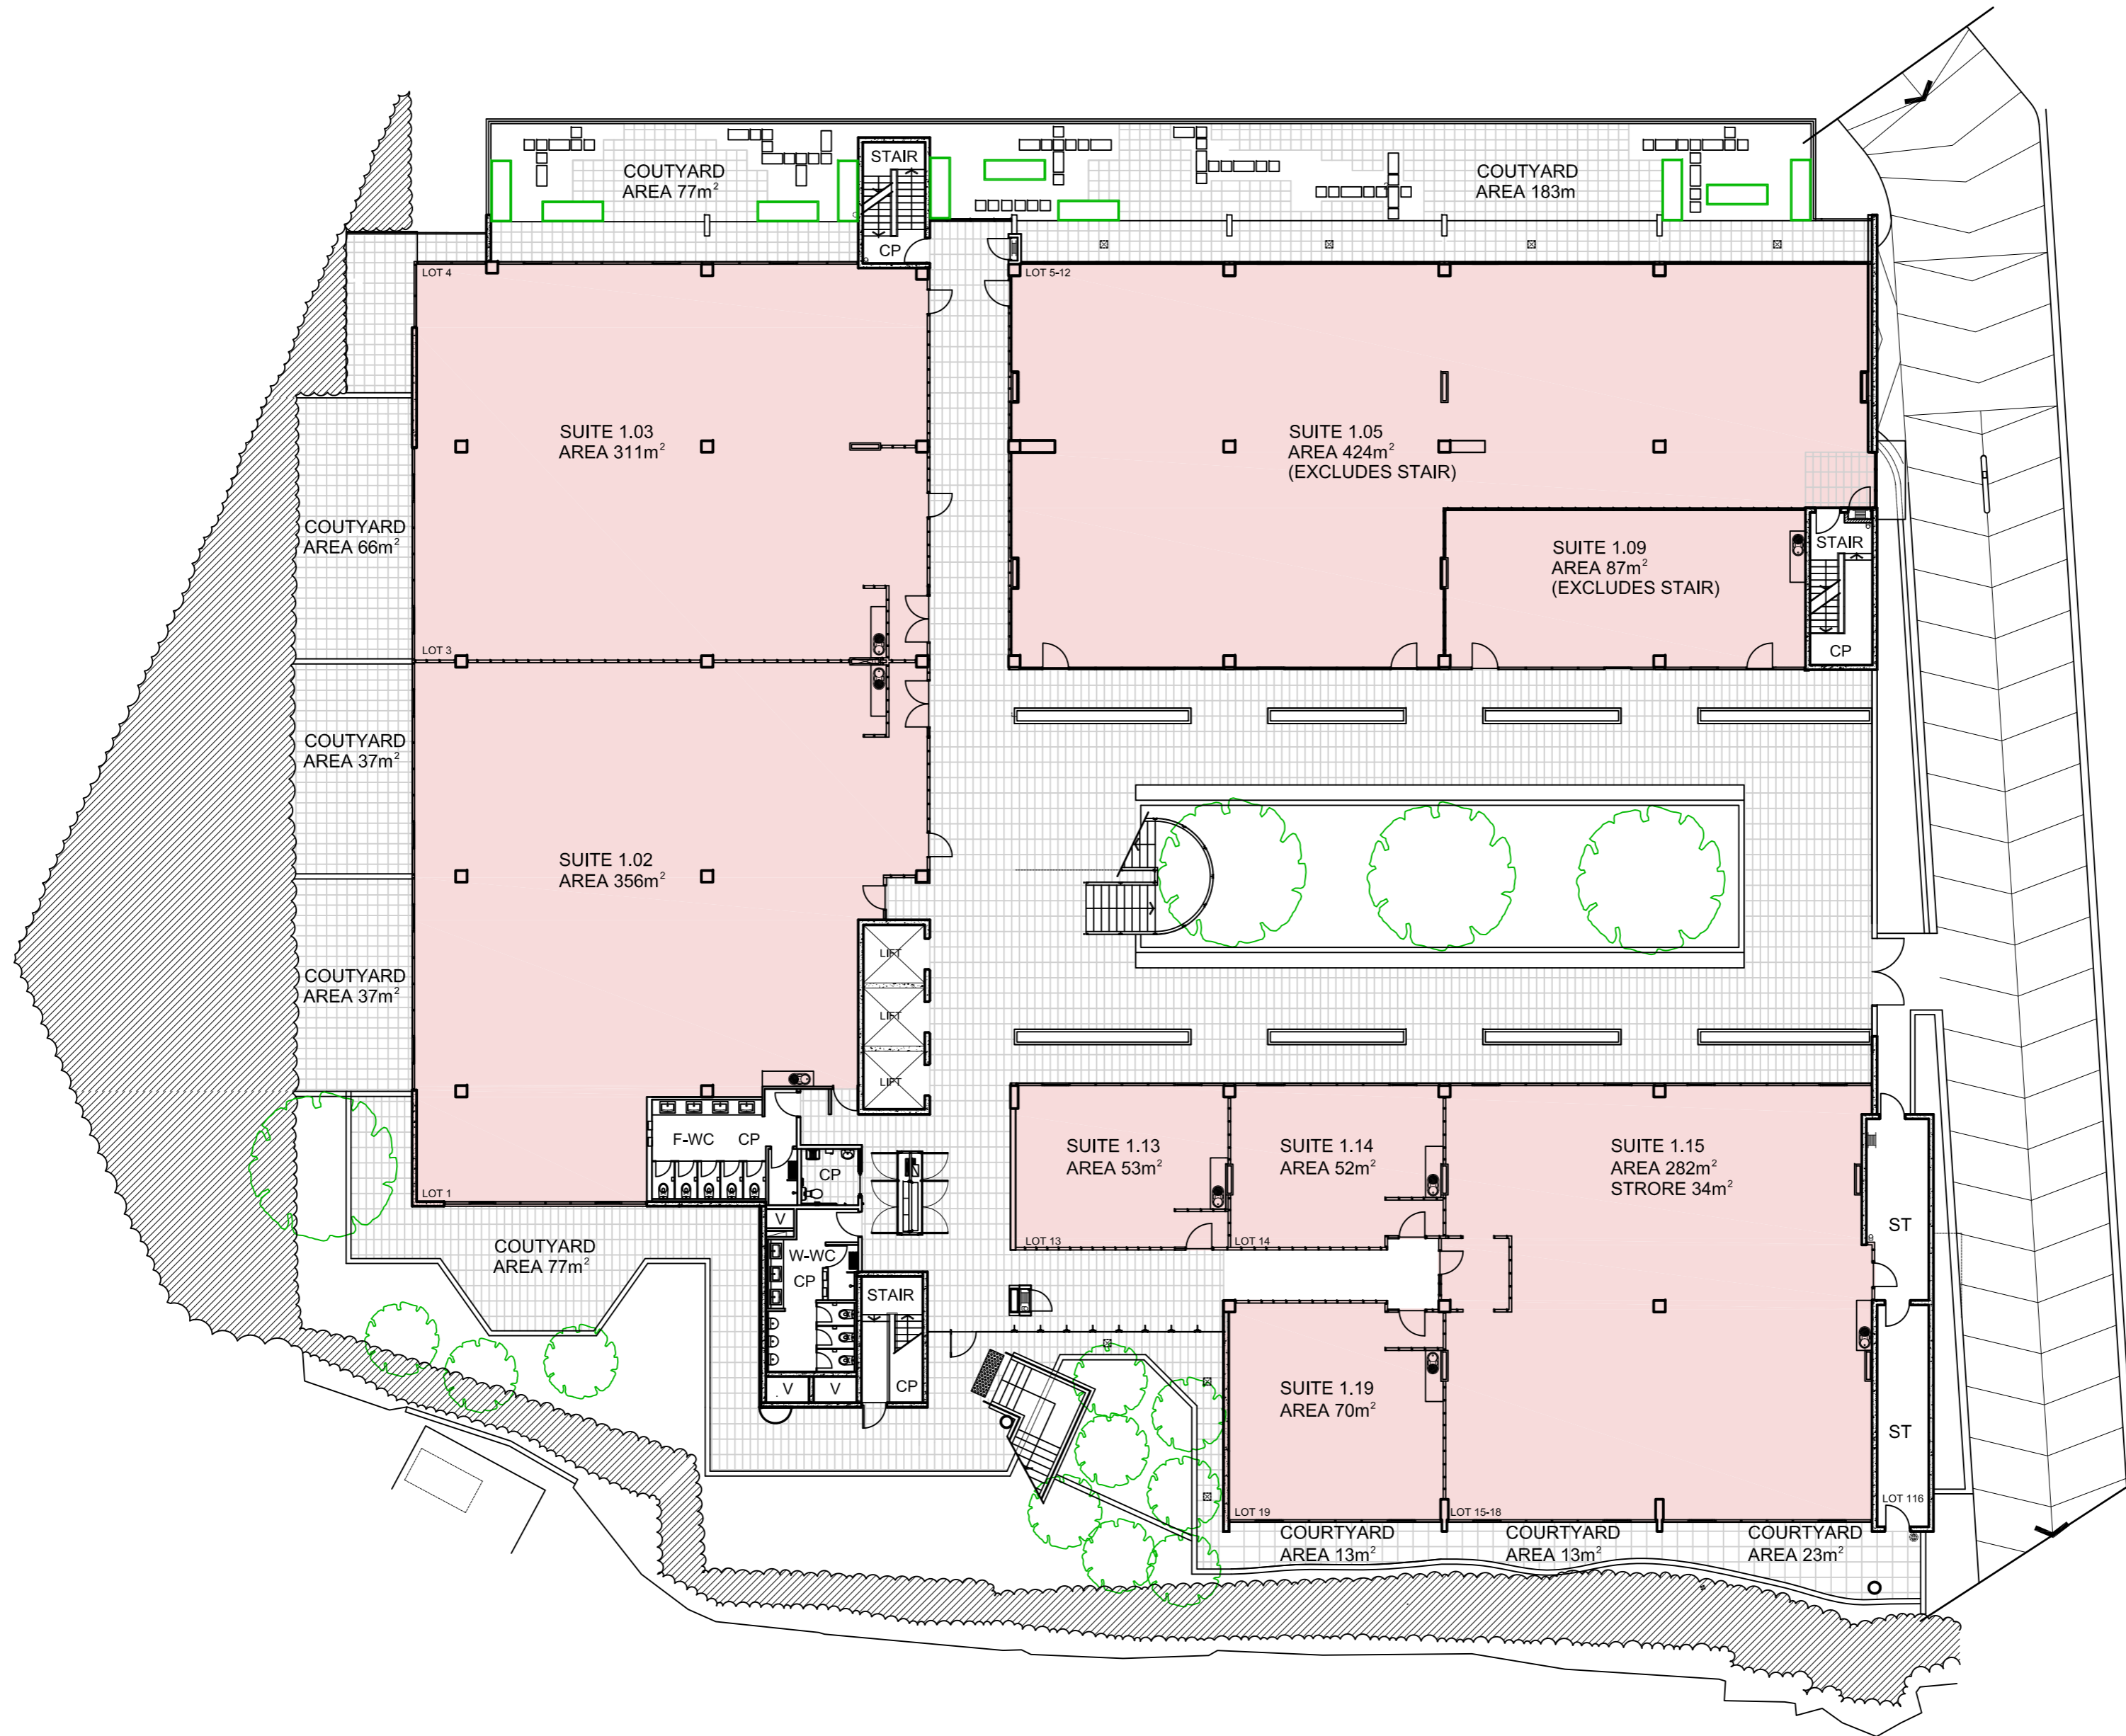 COUTYARD
AREA 77m²
STAIR
CP
COUTYARD
AREA 183m
LOT 4
LOT 5-12
SUITE 1.03
AREA 311m²
SUITE 1.05
AREA 424m²
(EXCLUDES STAIR)
COUTYARD
AREA 66m²
SUITE 1.09
AREA 87m²
(EXCLUDES STAIR)
STAIR
CP
LOT 3
COUTYARD
AREA 37m²
SUITE 1.02
AREA 356m²
COUTYARD
AREA 37m²
LIFT
LIFT
LIFT
F-WC
CP
CP
LOT 1
V
COUTYARD
AREA 77m²
W-WC
CP
STAIR
CP
V
V
SUITE 1.13
AREA 53m²
LOT 13
SUITE 1.14
AREA 52m²
LOT 14
SUITE 1.15
AREA 282m²
STRORE 34m²
ST
SUITE 1.19
AREA 70m²
ST
LOT 19
LOT 15-18
LOT 116
COURTYARD
AREA 13m²
COURTYARD
AREA 13m²
COURTYARD
AREA 23m²